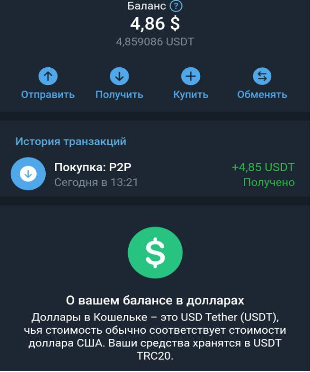 Баланс ?
4,86 $
4,859086 USDT
Отправить Получить Купить Обменять
История транзакций
Покупка: P2P +4,85 USDT
Сегодня в 13:21 Получено
$
О вашем балансе в долларах
Доллары в Кошельке – это USD Tether (USDT),
чья стоимость обычно соответствует стоимости
доллара США. Ваши средства хранятся в USDT
TRC20.